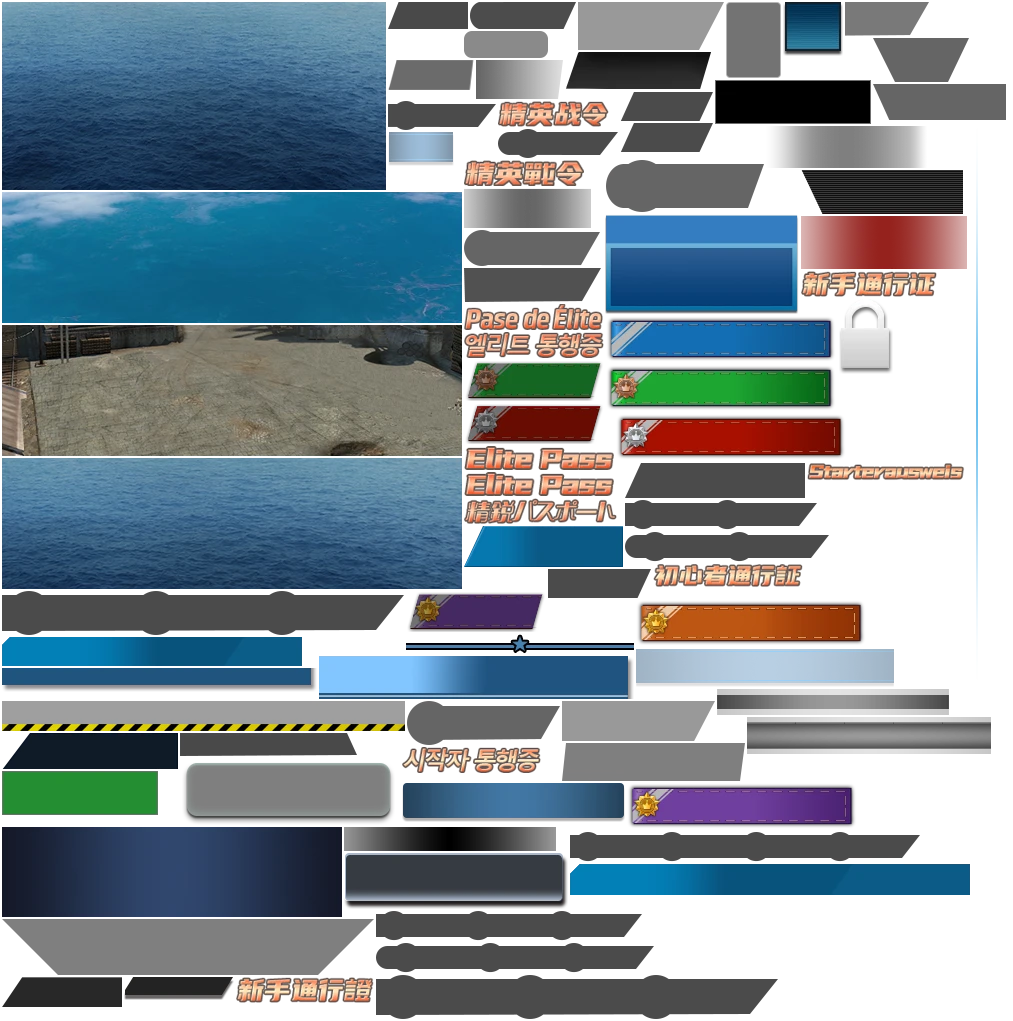 精英战令
精英戰令
新手通行证
Pase de Élite
엘리트 통행증
Elite Pass
Starterausweis
Elite Pass
精鋭パスポート
初心者通行証
시작자 통행증
新手通行證